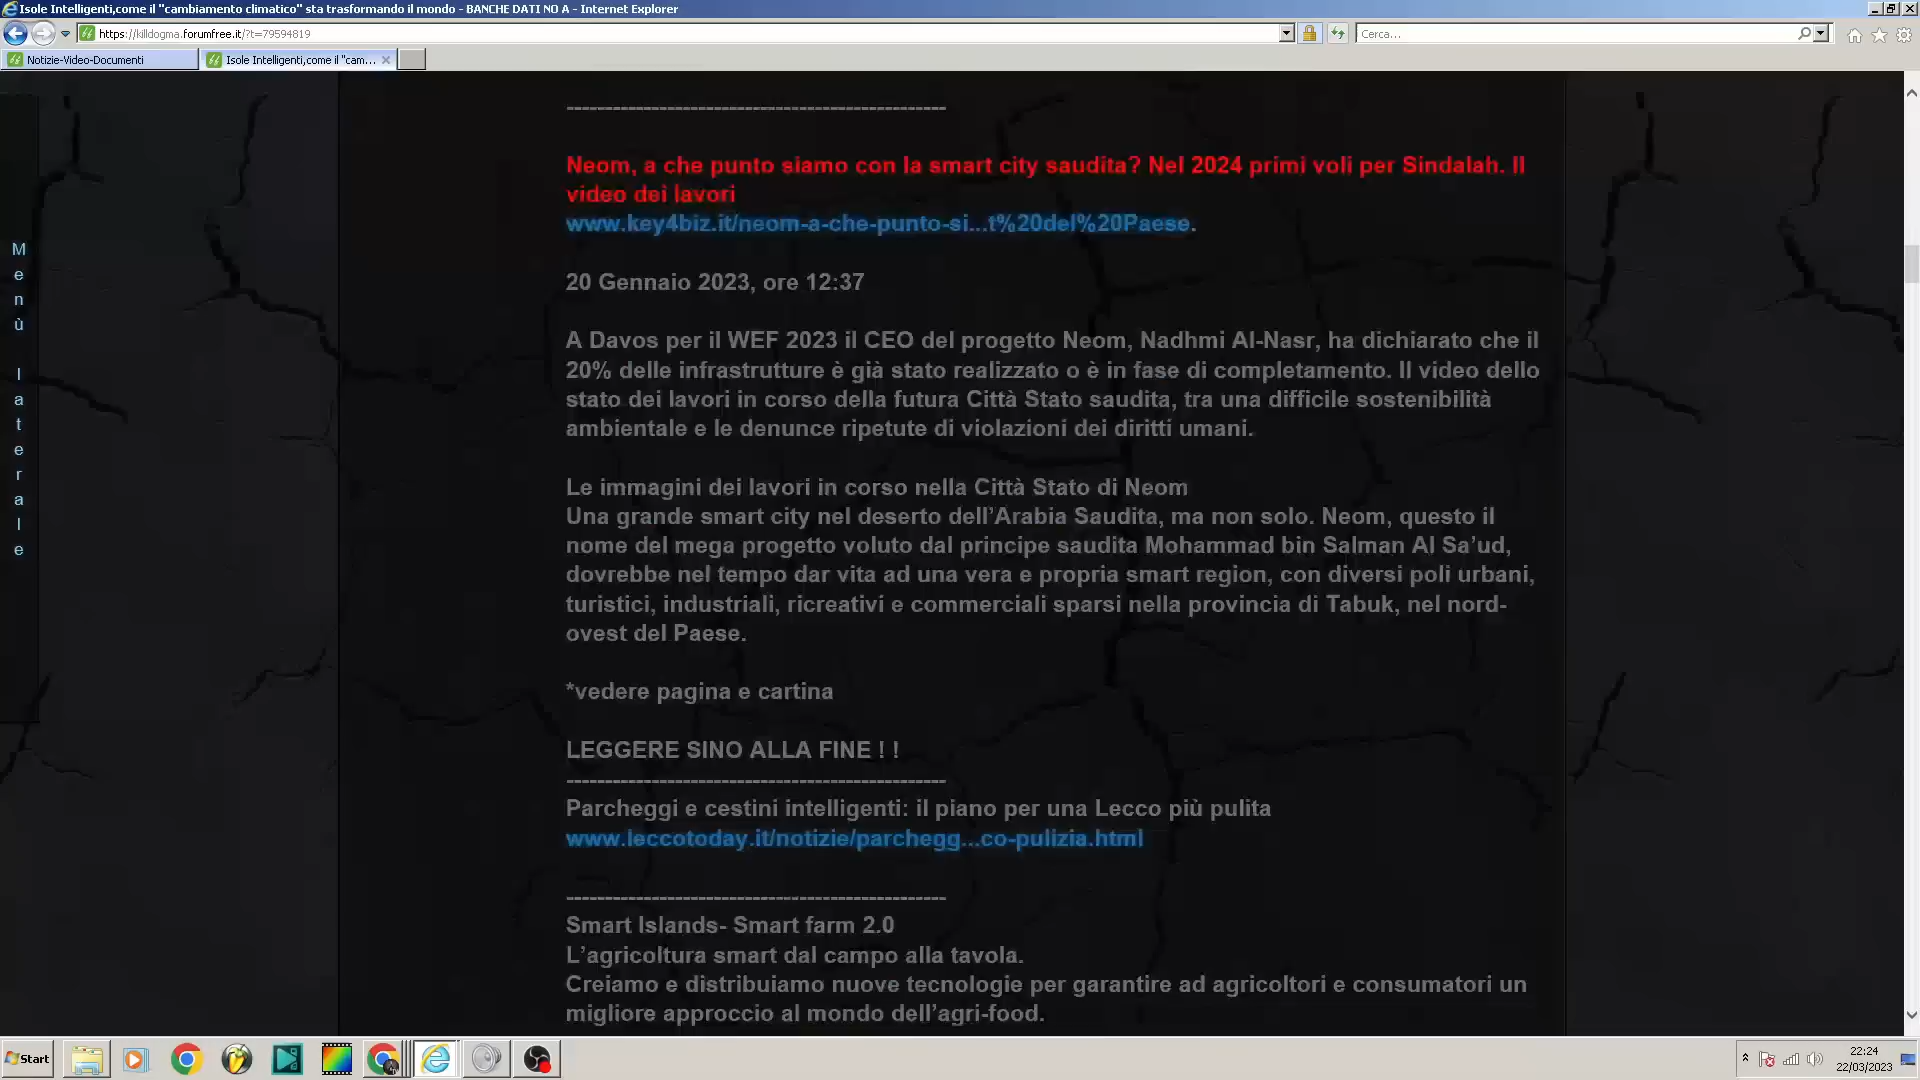 Isole Intelligenti,come il "cambiamento climatico" sta trasformando il mondo - BANCHE DATI NO A - Internet Explorer
https://killdogma.forumfree.it/?t=79594819
Cerca...
Notizie-Video-Documenti
Isole Intelligenti,come il "cam...
Menù laterale
------------------------------------------------
Neom, a che punto siamo con la smart city saudita? Nel 2024 primi voli per Sindalah. Il
video dei lavori
www.key4biz.it/neom-a-che-punto-si...t%20del%20Paese.
20 Gennaio 2023, ore 12:37
A Davos per il WEF 2023 il CEO del progetto Neom, Nadhmi Al-Nasr, ha dichiarato che il
20% delle infrastrutture è già stato realizzato o è in fase di completamento. Il video dello
stato dei lavori in corso della futura Città Stato saudita, tra una difficile sostenibilità
ambientale e le denunce ripetute di violazioni dei diritti umani.
Le immagini dei lavori in corso nella Città Stato di Neom
Una grande smart city nel deserto dell’Arabia Saudita, ma non solo. Neom, questo il
nome del mega progetto voluto dal principe saudita Mohammad bin Salman Al Sa’ud,
dovrebbe nel tempo dar vita ad una vera e propria smart region, con diversi poli urbani,
turistici, industriali, ricreativi e commerciali sparsi nella provincia di Tabuk, nel nord-
ovest del Paese.
*vedere pagina e cartina
LEGGERE SINO ALLA FINE ! !
------------------------------------------------
Parcheggi e cestini intelligenti: il piano per una Lecco più pulita
www.leccotoday.it/notizie/parchegg...co-pulizia.html
------------------------------------------------
Smart Islands- Smart farm 2.0
L’agricoltura smart dal campo alla tavola.
Creiamo e distribuiamo nuove tecnologie per garantire ad agricoltori e consumatori un
migliore approccio al mondo dell’agri-food.
Start
22:24
22/03/2023